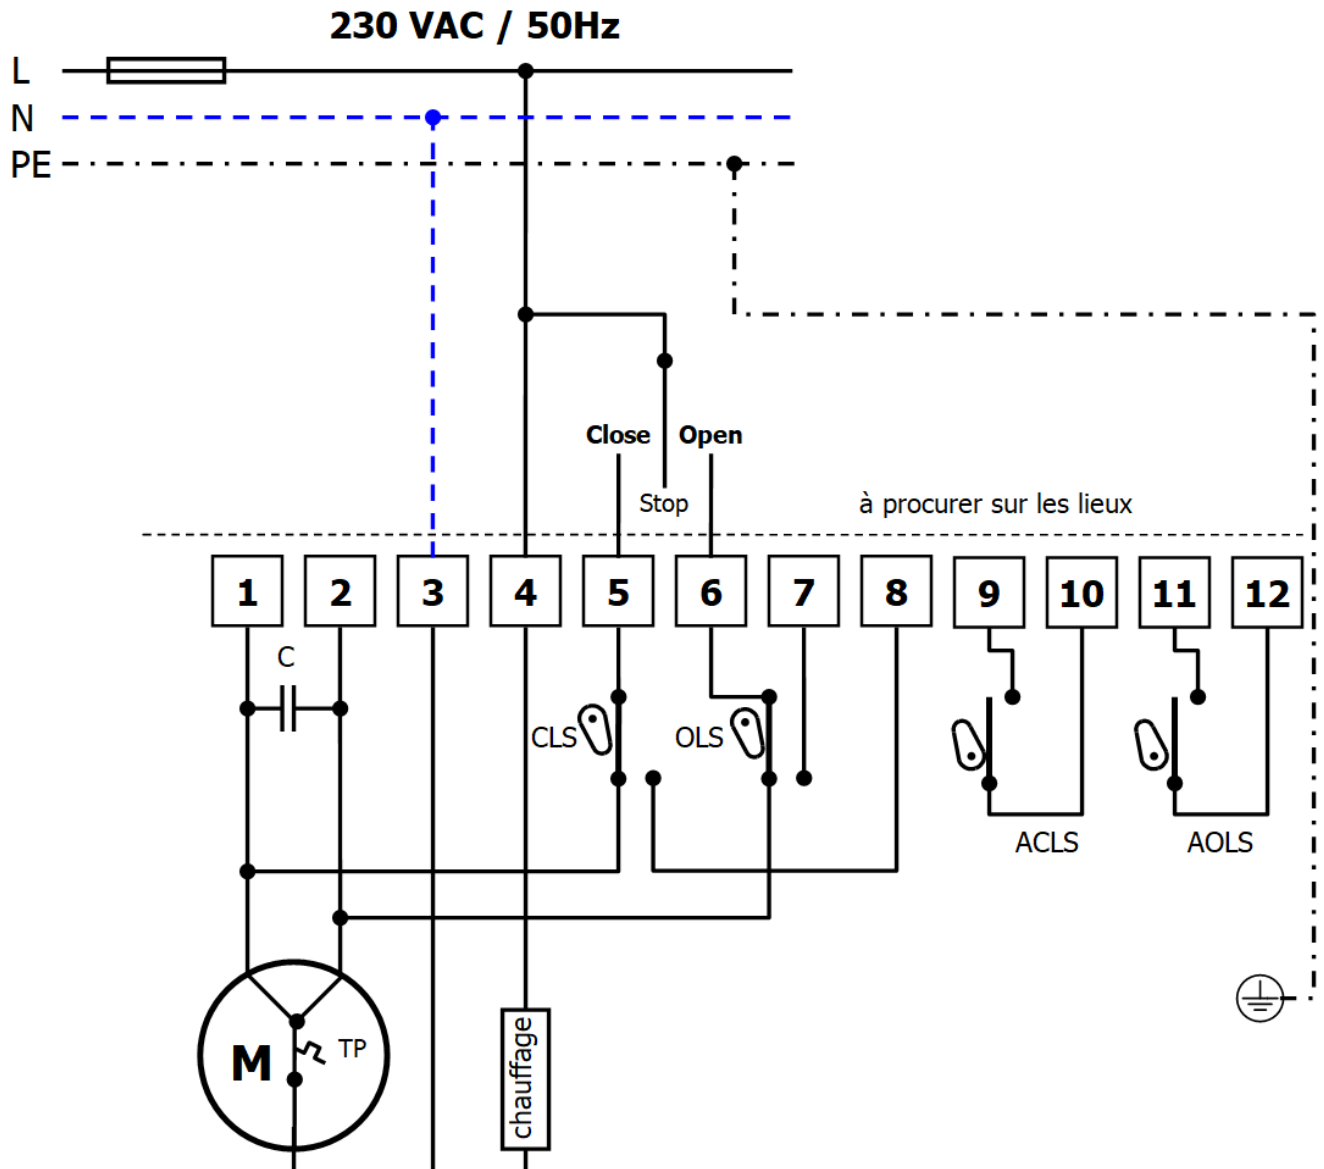 230 VAC / 50Hz
L
N
PE
Close Open
Stop
à procurer sur les lieux
1 2 3 4 5 6 7 8 9 10 11 12
C
CLS OLS
ACLS AOLS
M TP
chauffage